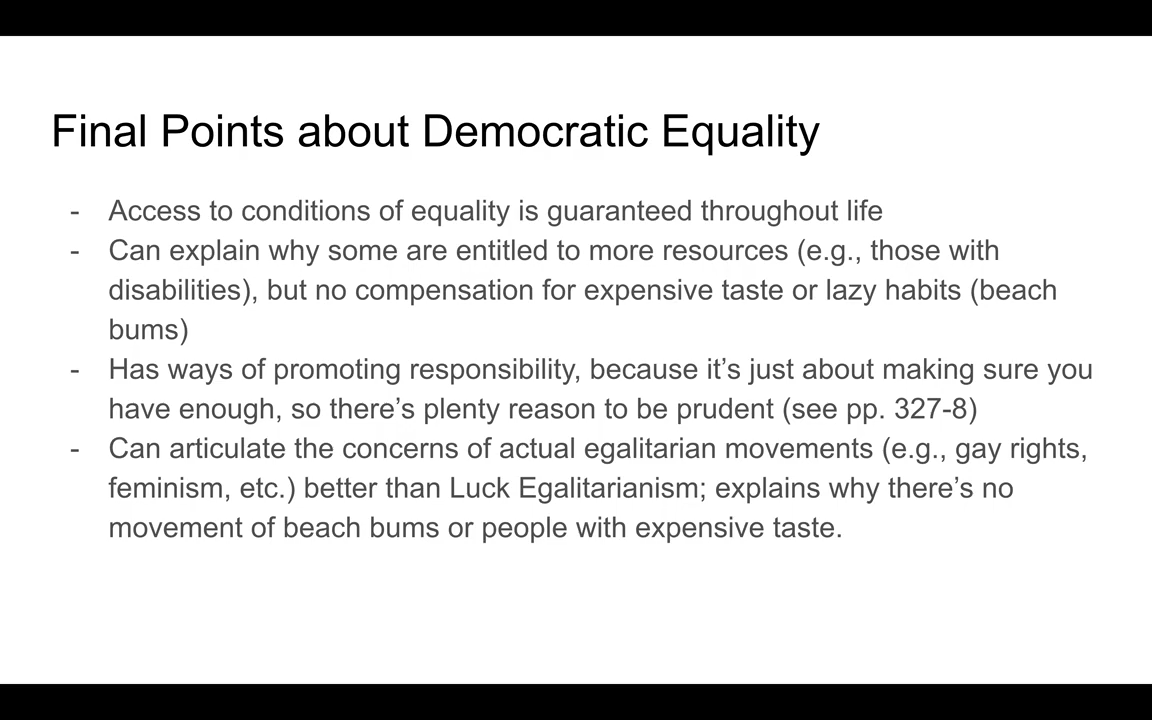 Final Points about Democratic Equality
- Access to conditions of equality is guaranteed throughout life
- Can explain why some are entitled to more resources (e.g., those with
disabilities), but no compensation for expensive taste or lazy habits (beach
bums)
- Has ways of promoting responsibility, because it’s just about making sure you
have enough, so there’s plenty reason to be prudent (see pp. 327-8)
- Can articulate the concerns of actual egalitarian movements (e.g., gay rights,
feminism, etc.) better than Luck Egalitarianism; explains why there’s no
movement of beach bums or people with expensive taste.